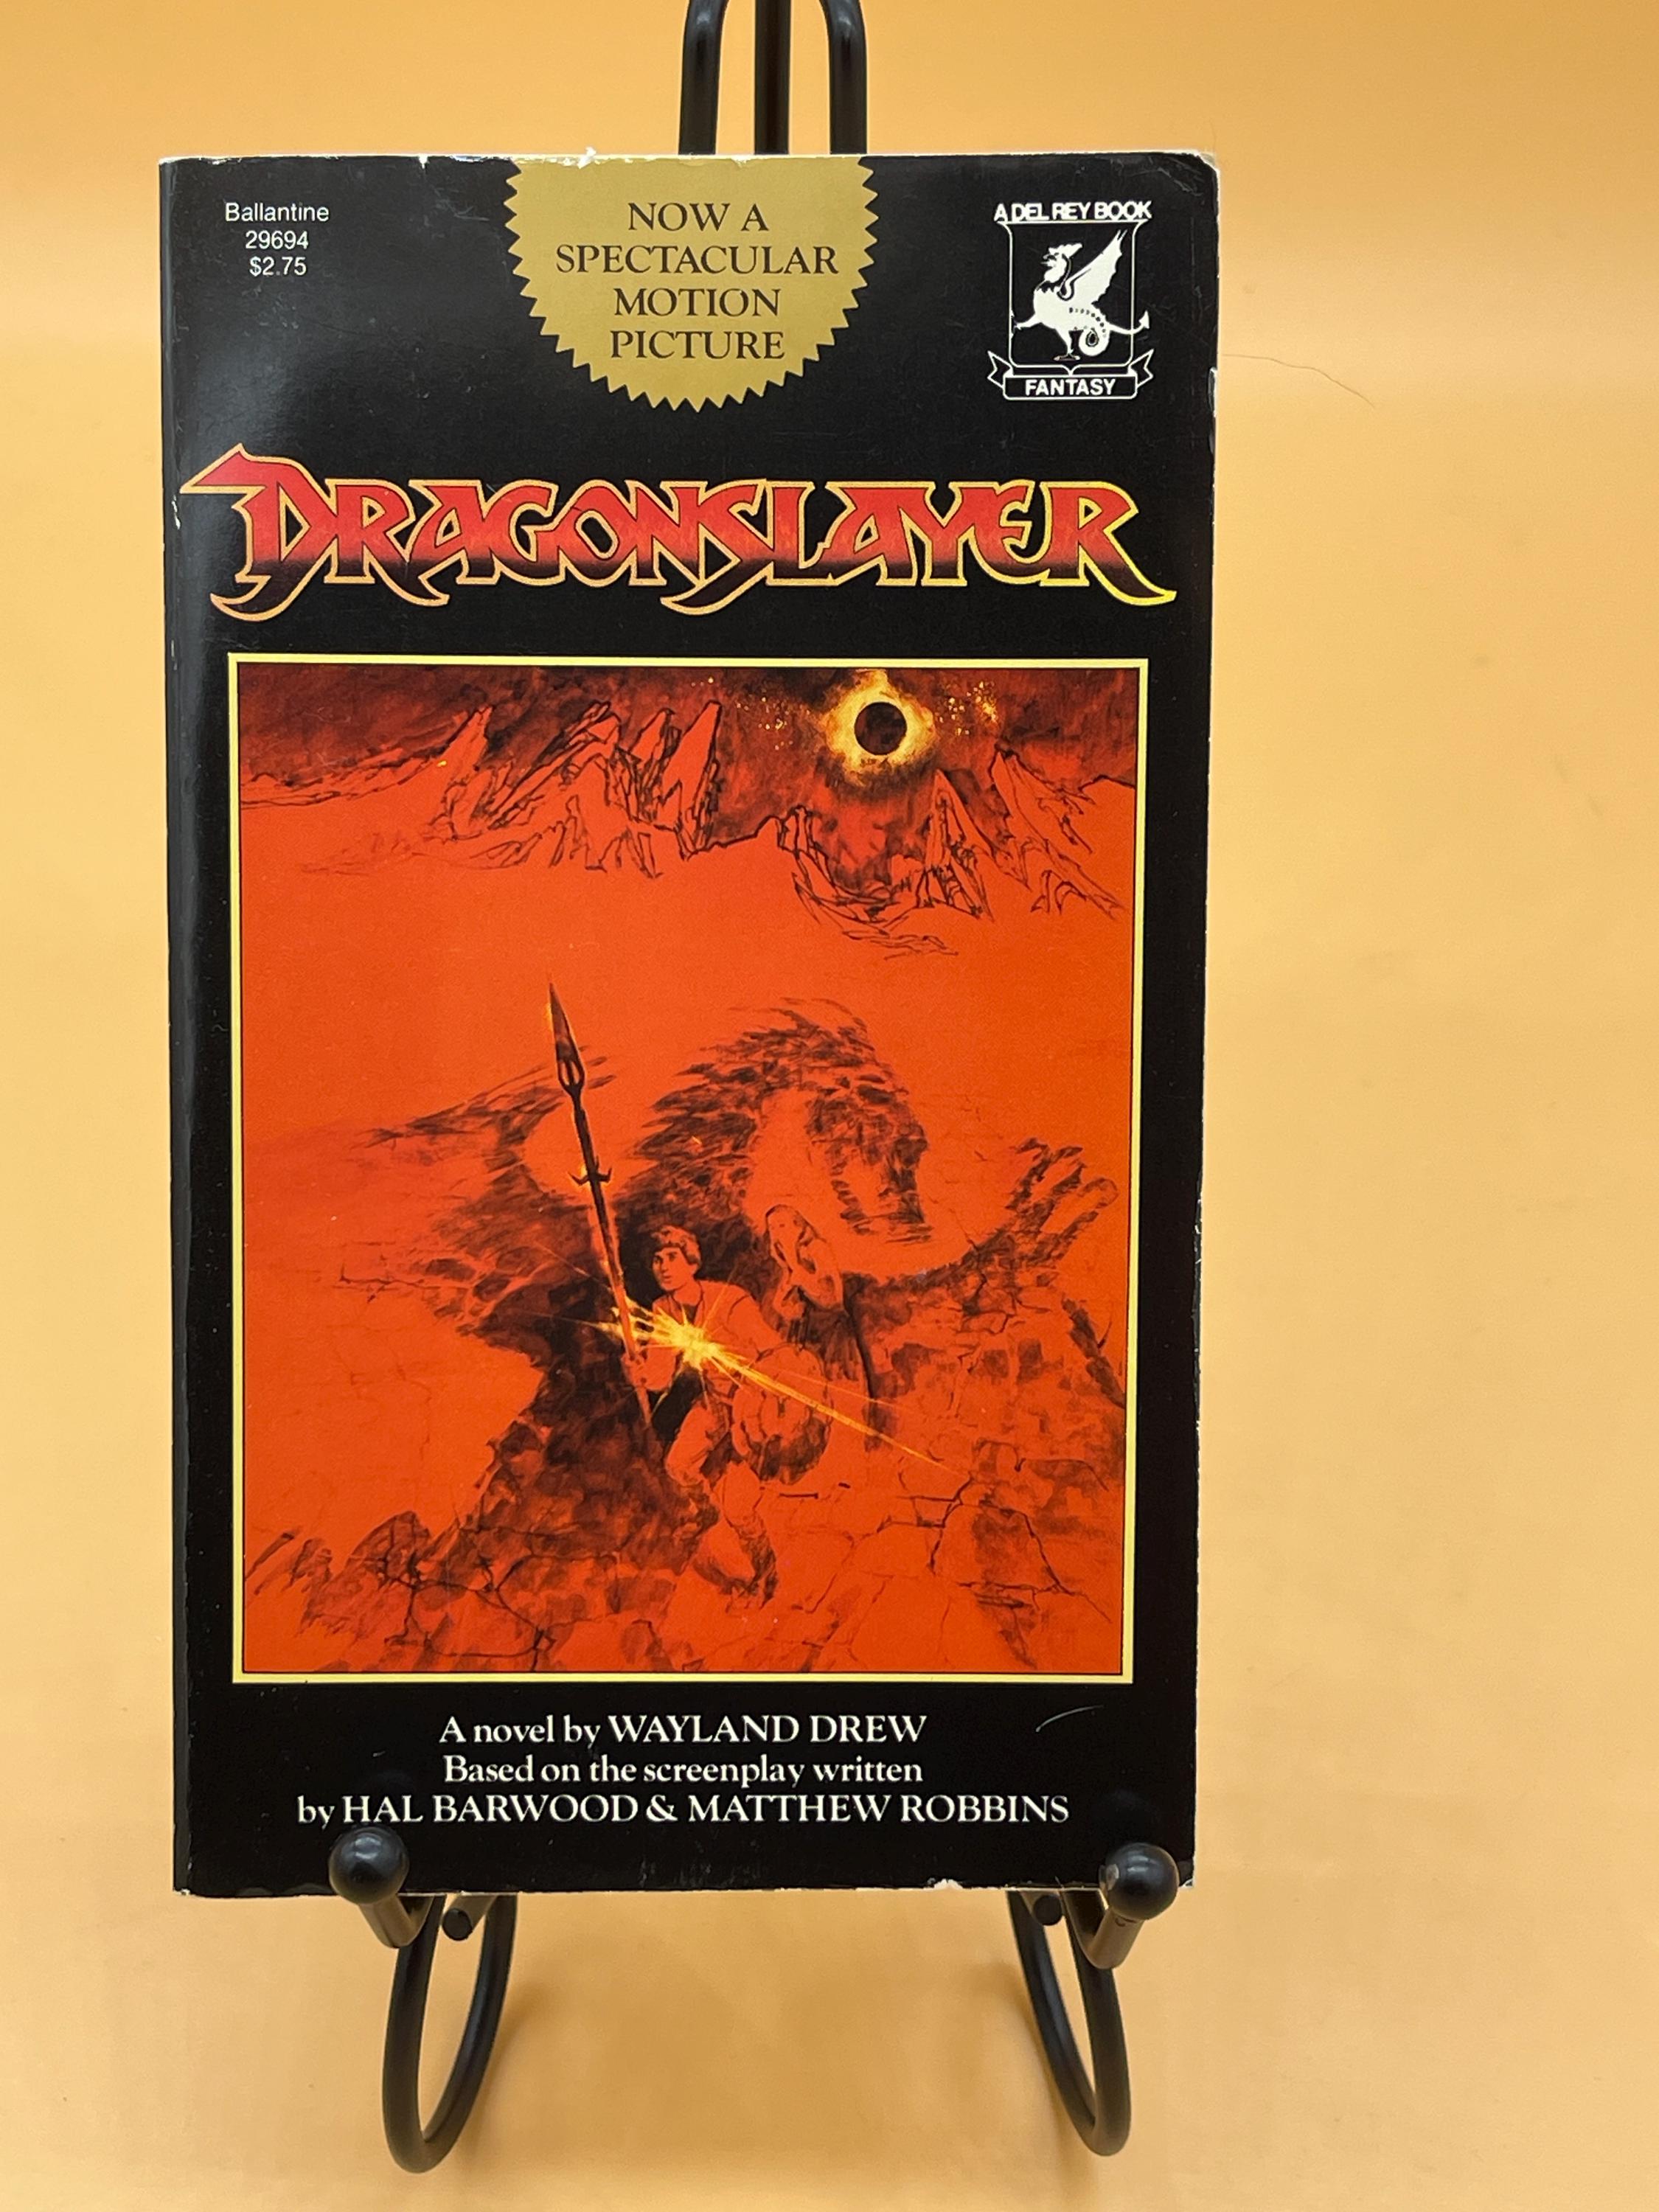 Ballantine
29694
$2.75
NOW A
SPECTACULAR
MOTION
PICTURE
A DEL REY BOOK
FANTASY
DRAGONSLAYER
A novel by WAYLAND DREW
Based on the screenplay written
by HAL BARWOOD & MATTHEW ROBBINS